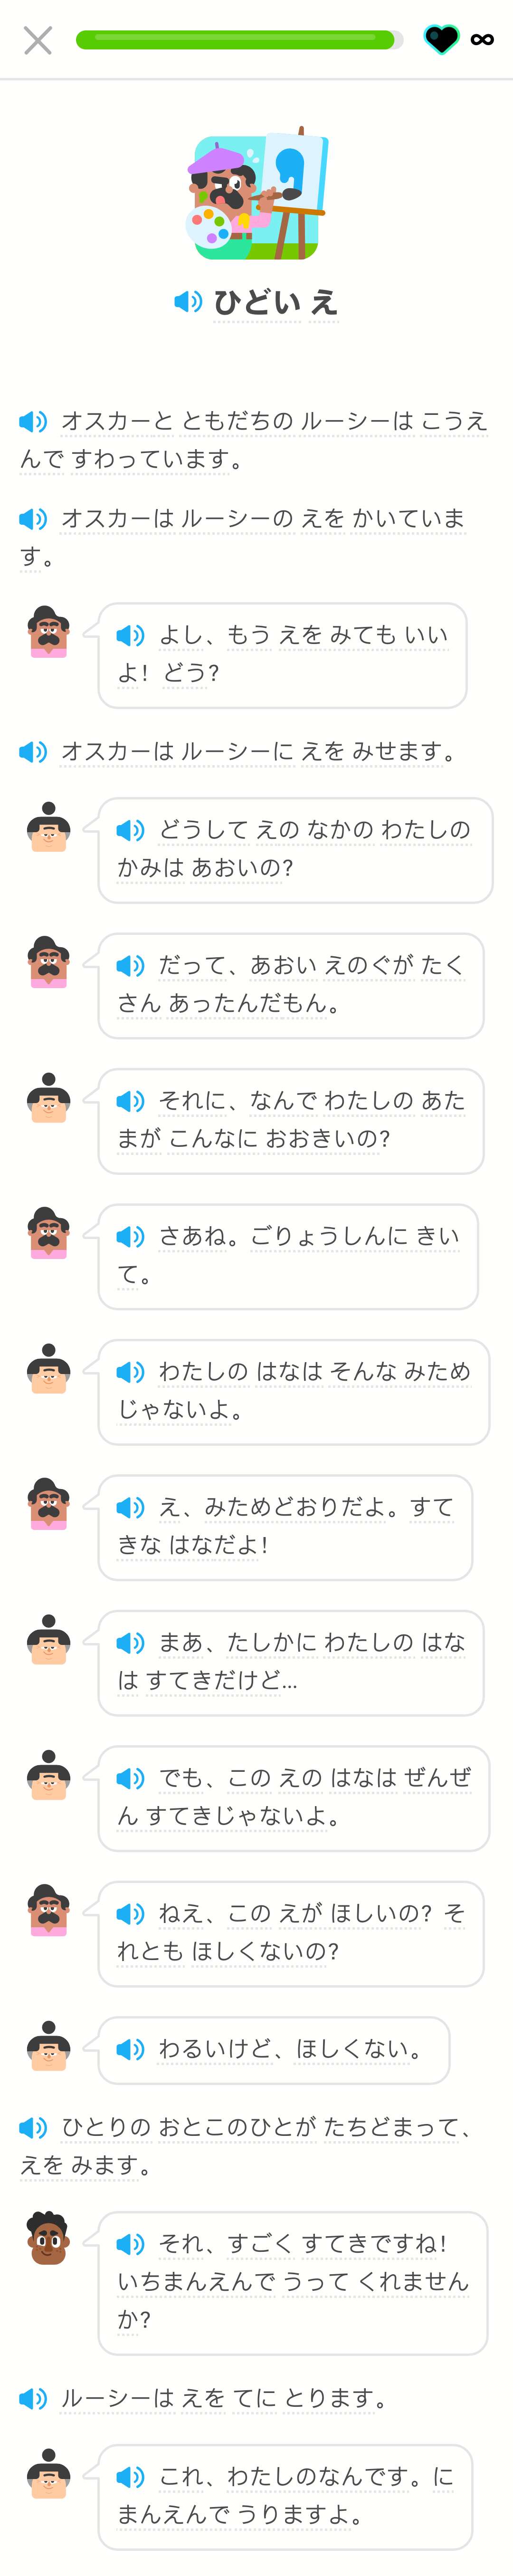 ひどい え
オスカーと ともだちの ルーシーは こうえ
んで すわっています。
オスカーは ルーシーの えを かいていま
す。
よし、もう えを みても いい
よ! どう?
オスカーは ルーシーに えを みせます。
どうして えの なかの わたしの
かみは あおいの?
だって、あおい えのぐが たく
さん あったんだもん。
それに、なんで わたしの あた
まが こんなに おおきいの?
さあね。ごりょうしんに きい
て。
わたしの はなは そんな みため
じゃないよ。
え、みためどおりだよ。すて
きな はなだよ!
まあ、たしかに わたしの はな
は すてきだけど...
でも、この えの はなは ぜんぜ
ん すてきじゃないよ。
ねえ、この えが ほしいの? そ
れとも ほしくないの?
わるいけど、ほしくない。
ひとりの おとこのひとが たちどまって、
えを みます。
それ、すごく すてきですね!
いちまんえんで うって くれません
か?
ルーシーは えを てに とります。
これ、わたしのなんです。に
まんえんで うりますよ。